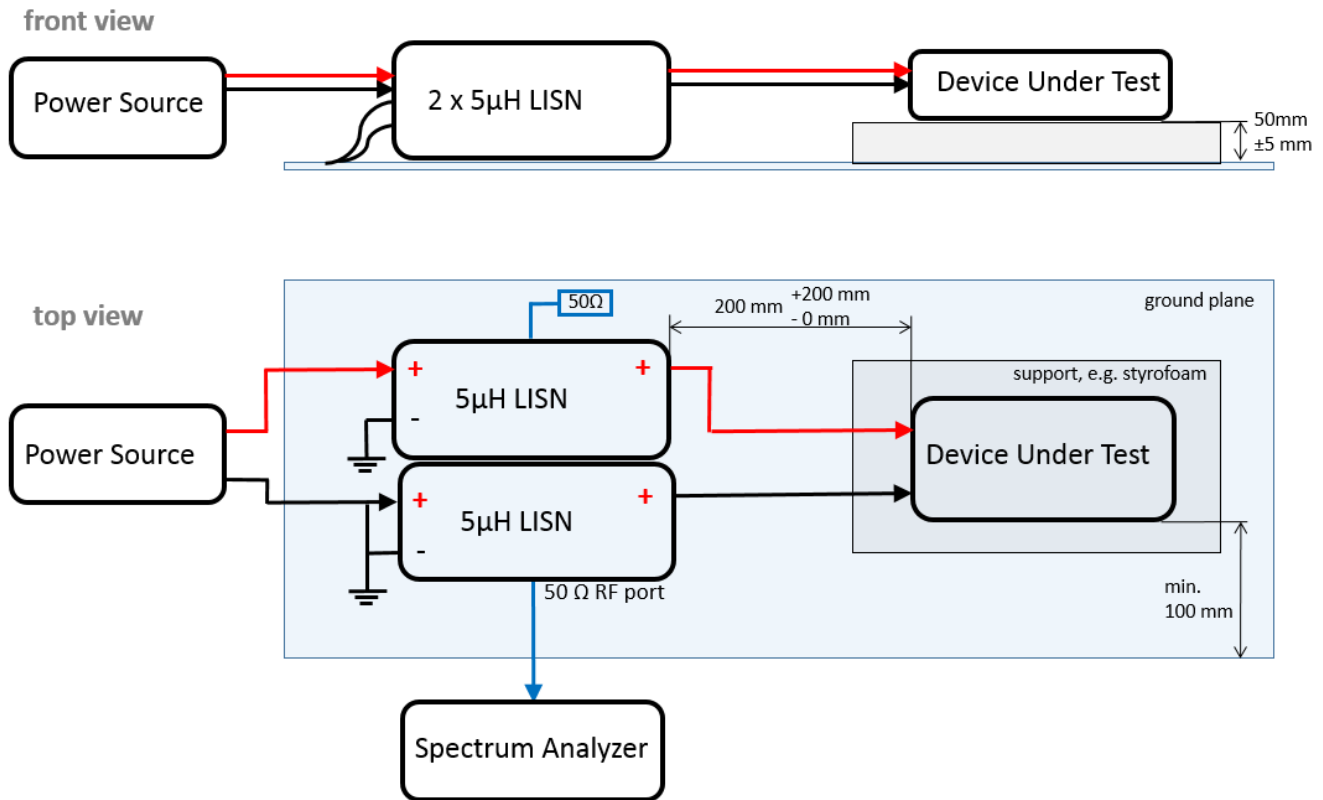 front view
Power Source
2 x 5µH LISN
Device Under Test
50mm
±5 mm
top view
50Ω
200 mm
+200 mm
- 0 mm
ground plane
+
+
5µH LISN
-
support, e.g. styrofoam
Power Source
Device Under Test
+
+
5µH LISN
-
50 Ω RF port
min.
100 mm
Spectrum Analyzer